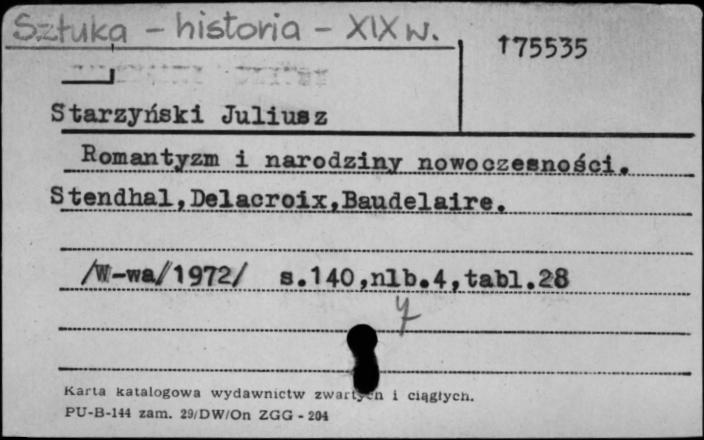 Sztuka - historia - XIX w.
175535
Starzyński Juliusz
Romantyzm i narodziny nowoczesności.
Stendhal,Delacroix,Baudelaire.
/W-wa/1972/ s.140,nlb.4,tabl.28
Karta katalogowa wydawnictw zwartych i ciągłych.
PU-B-144 zam. 29/DW/On ZGG - 204